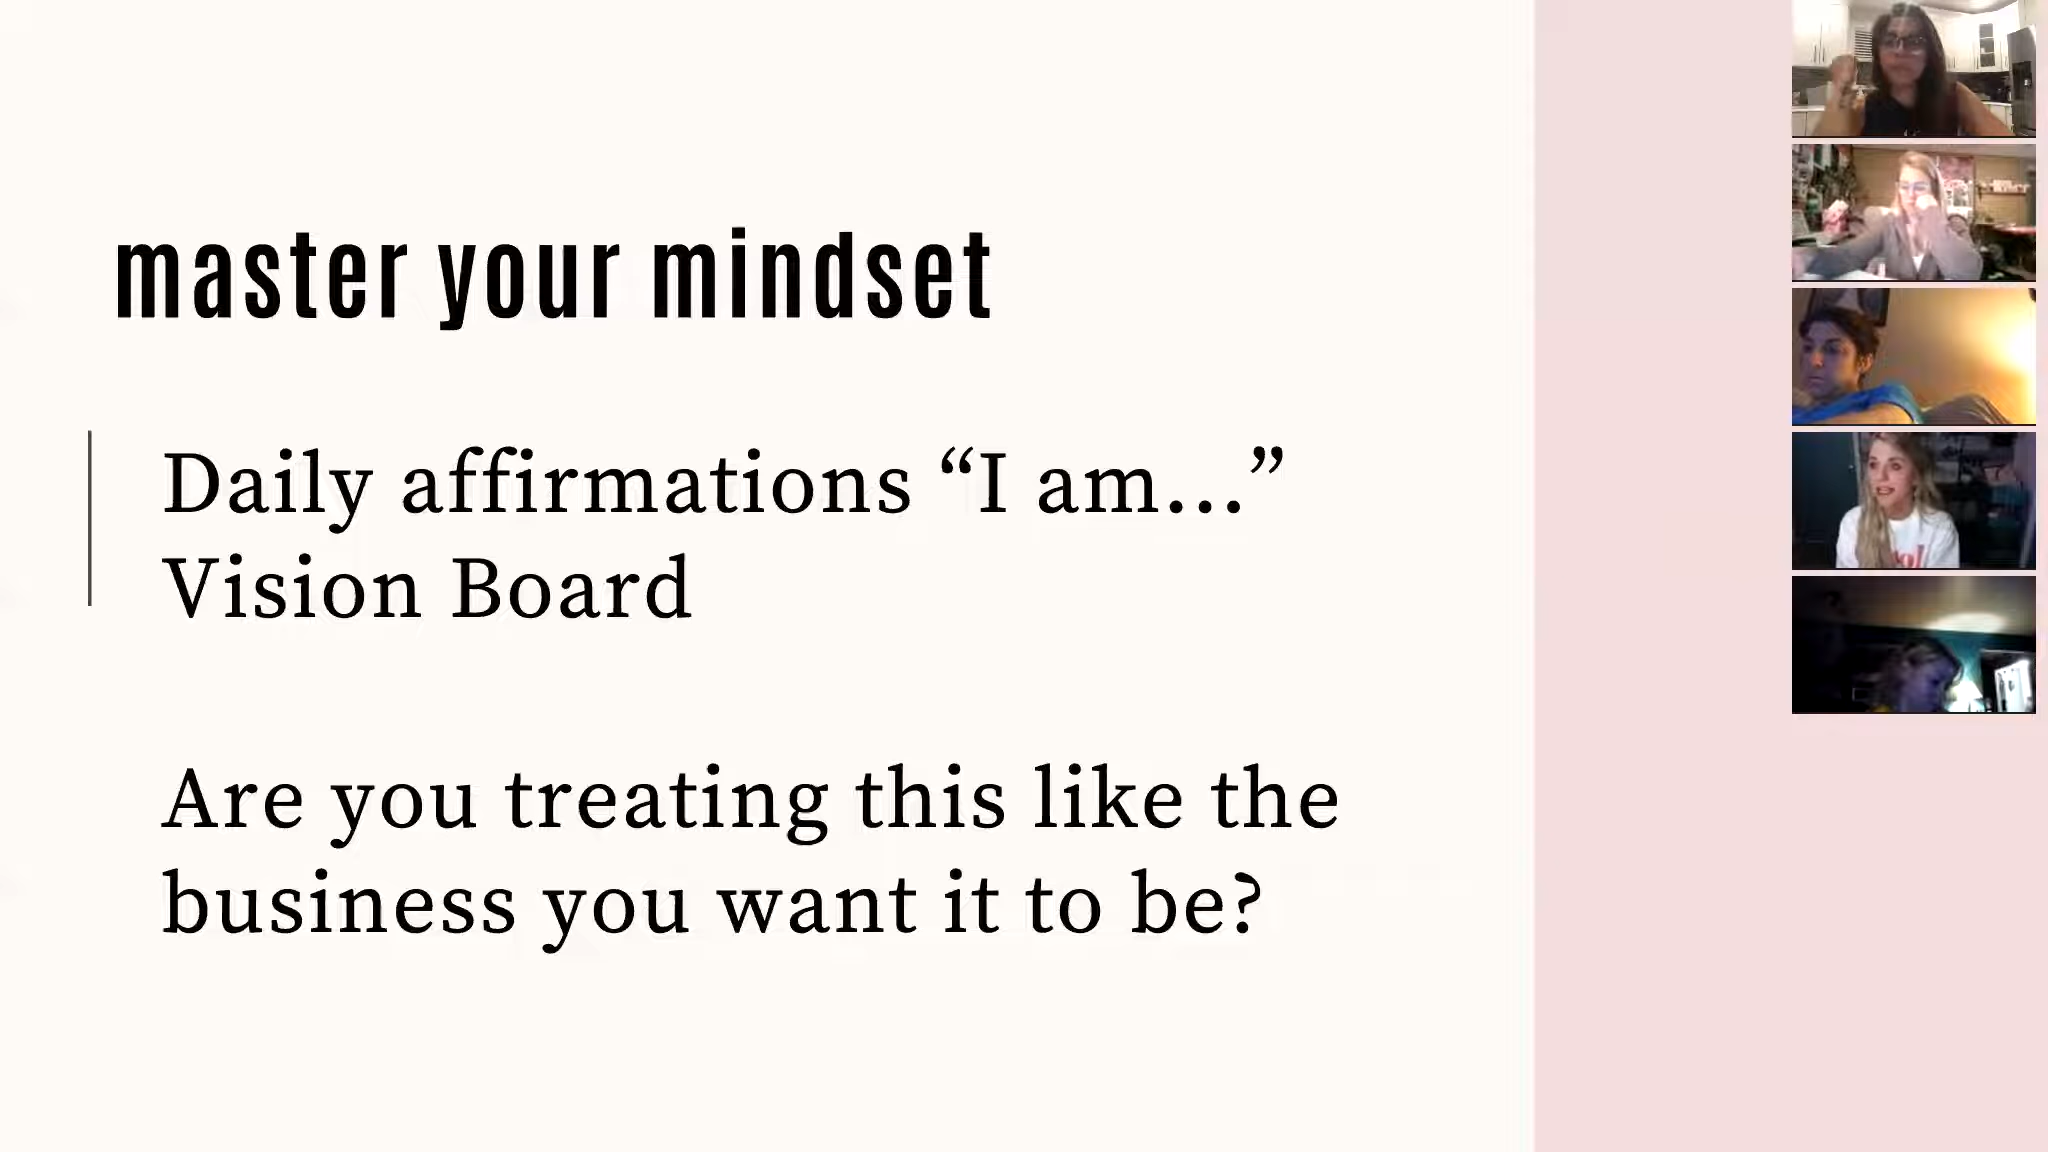 master your mindset
Daily affirmations “I am...”
Vision Board
Are you treating this like the
business you want it to be?